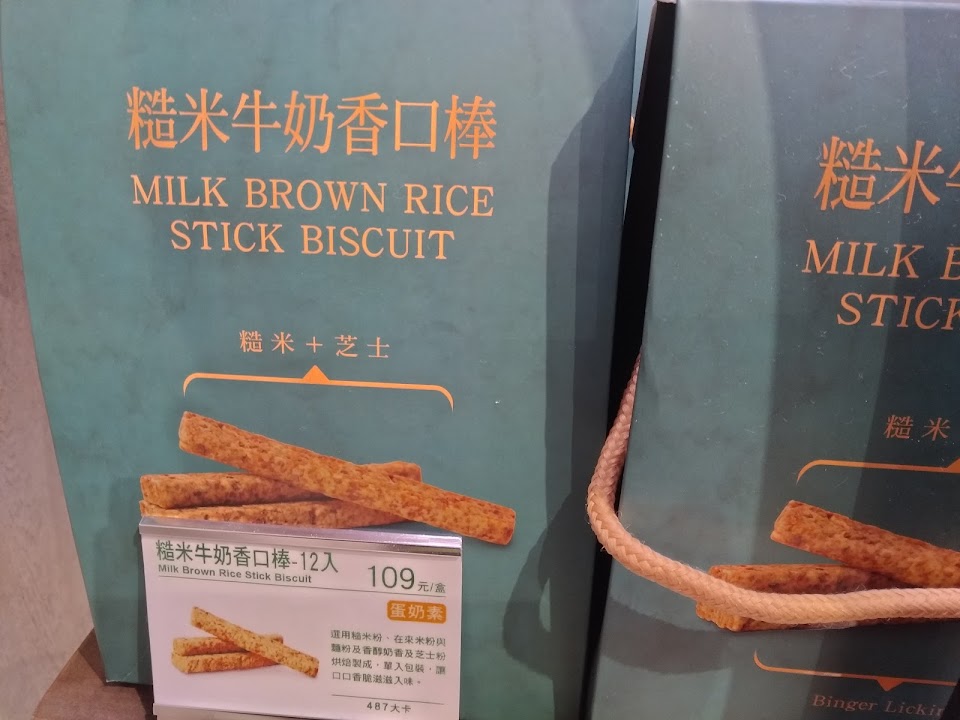 糙米牛奶香口棒
MILK BROWN RICE
STICK BISCUIT
糙米+芝士
糙米牛奶香口棒-12入
Milk Brown Rice Stick Biscuit
109元/盒
蛋奶素
選用糙米粉、在來米粉與
麵粉及香醇奶香及芝士粉
烘焙製成，單入包裝，讓
口口香脆滋滋入味。
487大卡
糙米牛
MILK B
STICK
糙米
Binger Lickin